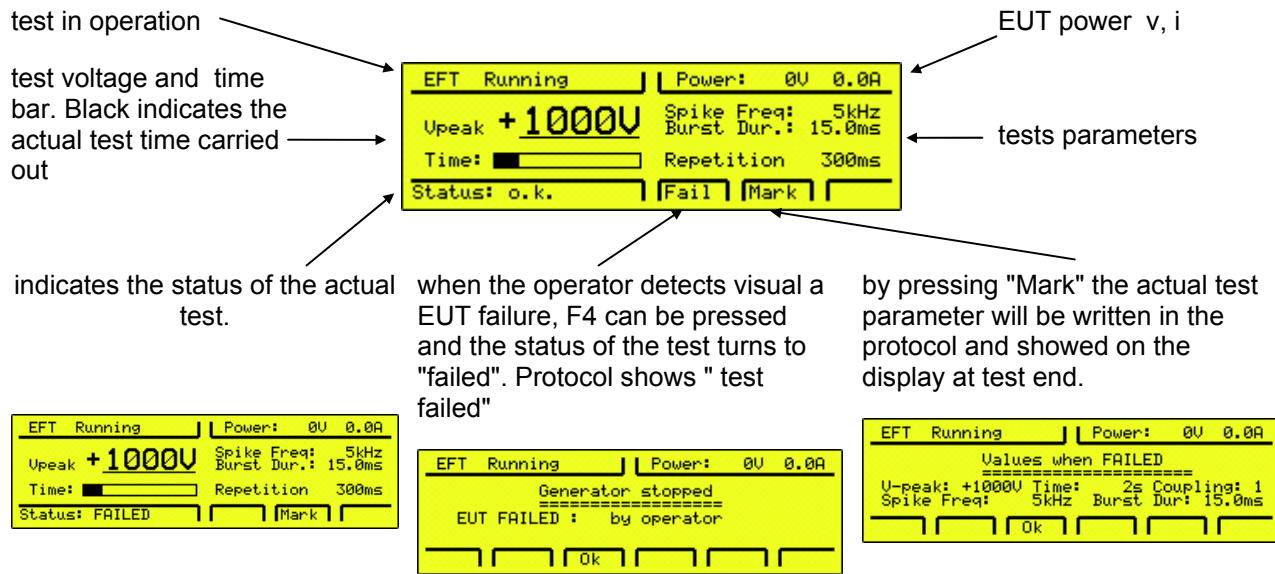 test in operation
EUT power v, i
test voltage and time
bar. Black indicates the
actual test time carried
out
EFT Running Power: 0V 0.0A
Vpeak +1000V Spike Freq: 5kHz
Burst Dur.: 15.0ms
Time: Repetition 300ms
Status: o.k. Fail Mark
tests parameters
indicates the status of the actual
test.
when the operator detects visual a
EUT failure, F4 can be pressed
and the status of the test turns to
"failed". Protocol shows " test
failed"
by pressing "Mark" the actual test
parameter will be written in the
protocol and showed on the
display at test end.
EFT Running Power: 0V 0.0A
Vpeak +1000V Spike Freq: 5kHz
Burst Dur.: 15.0ms
Time: Repetition 300ms
Status: FAILED Mark
EFT Running Power: 0V 0.0A
Generator stopped
==================
EUT FAILED : by operator
Ok
EFT Running Power: 0V 0.0A
Values when FAILED
=====================
V-peak: +1000V Time: 2s Coupling: 1
Spike Freq: 5kHz Burst Dur: 15.0ms
Ok